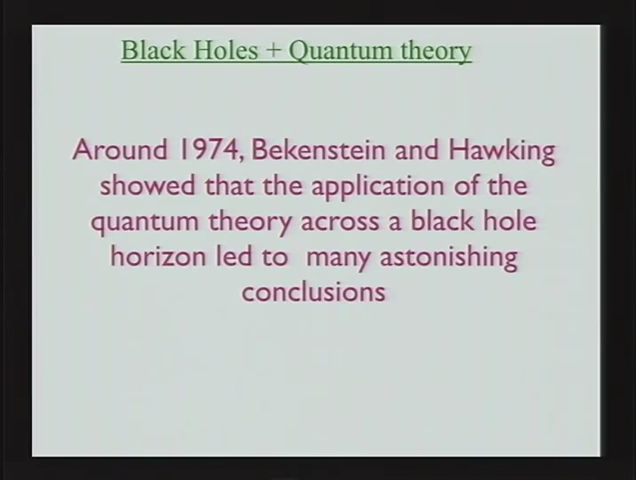 Black Holes + Quantum theory
Around 1974, Bekenstein and Hawking
showed that the application of the
quantum theory across a black hole
horizon led to many astonishing
conclusions